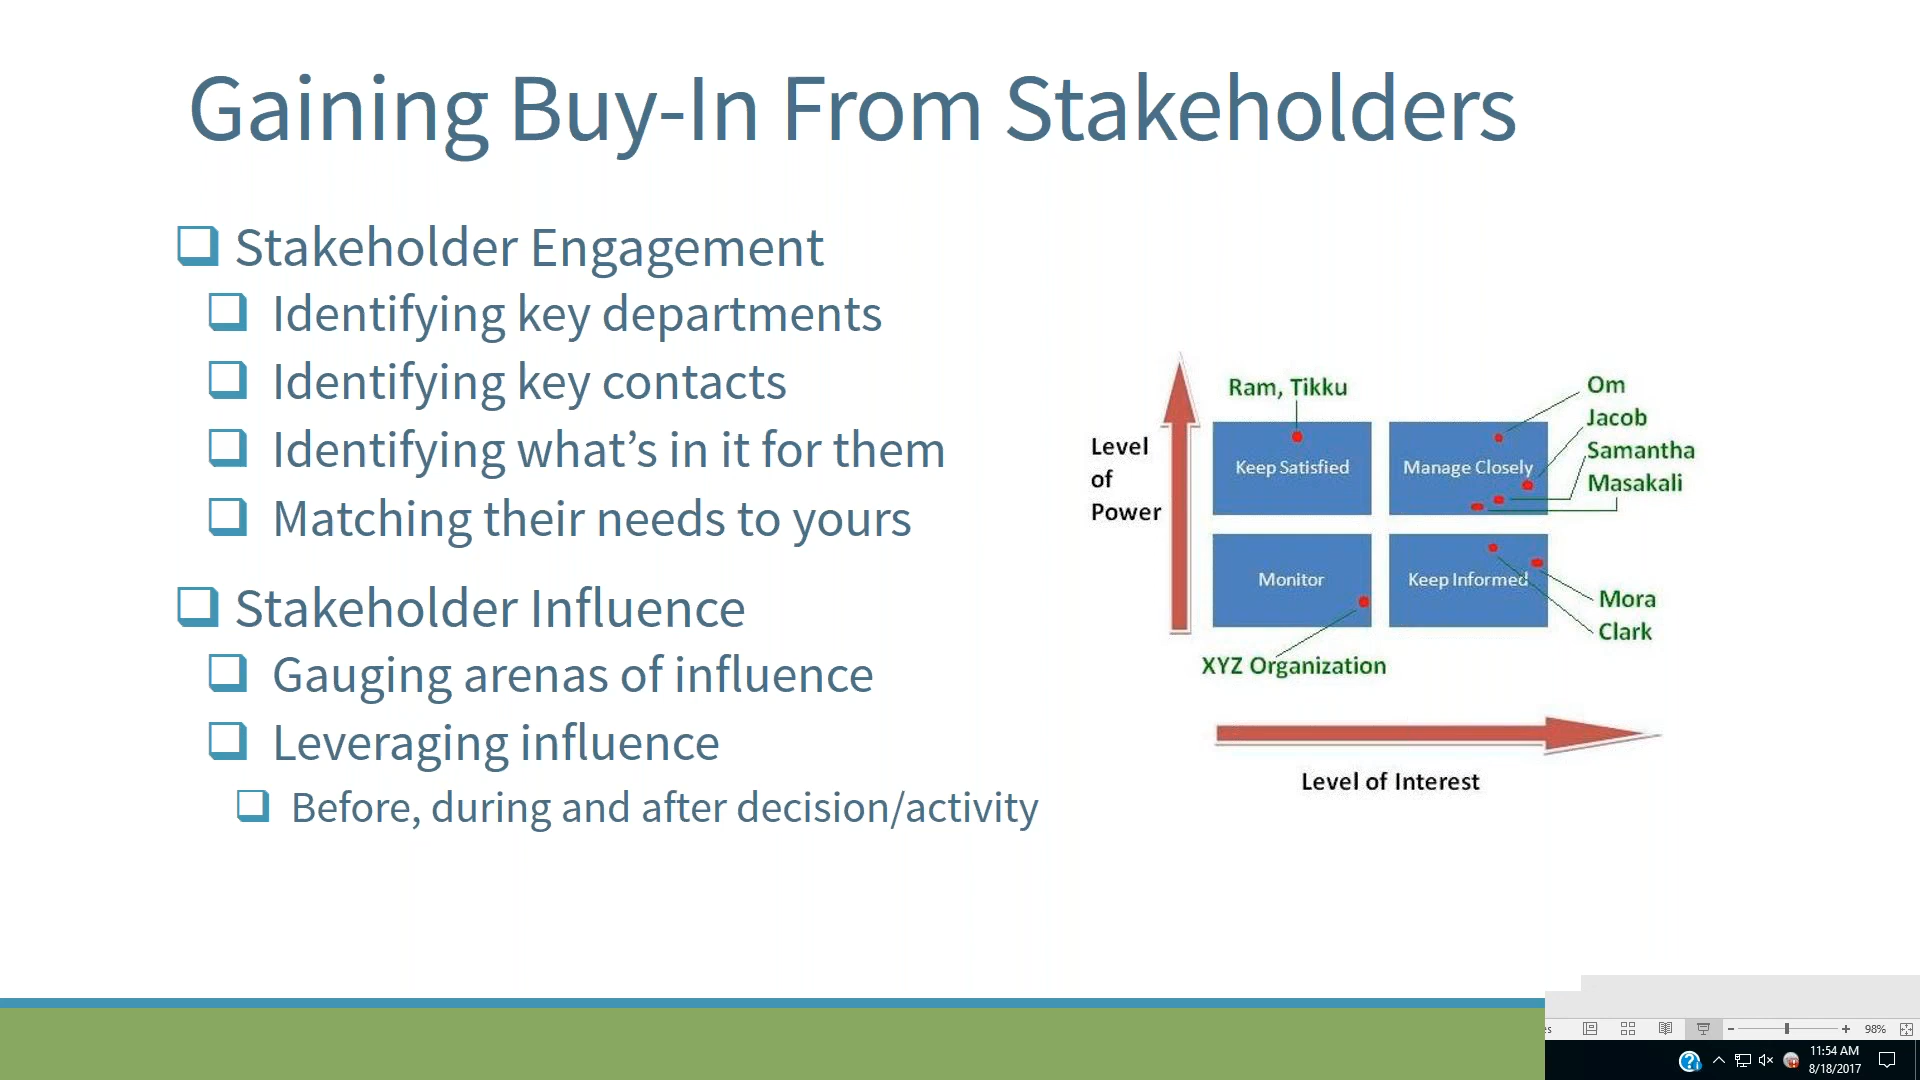 Gaining Buy-In From Stakeholders
Stakeholder Engagement
Identifying key departments
Identifying key contacts
Identifying what’s in it for them
Matching their needs to yours
Stakeholder Influence
Gauging arenas of influence
Leveraging influence
Before, during and after decision/activity
Level
of
Power
Ram, Tikku
Om
Jacob
Samantha
Masakali
Keep Satisfied
Manage Closely
Monitor
Keep Informed
Mora
Clark
XYZ Organization
Level of Interest
98%
11:54 AM
8/18/2017